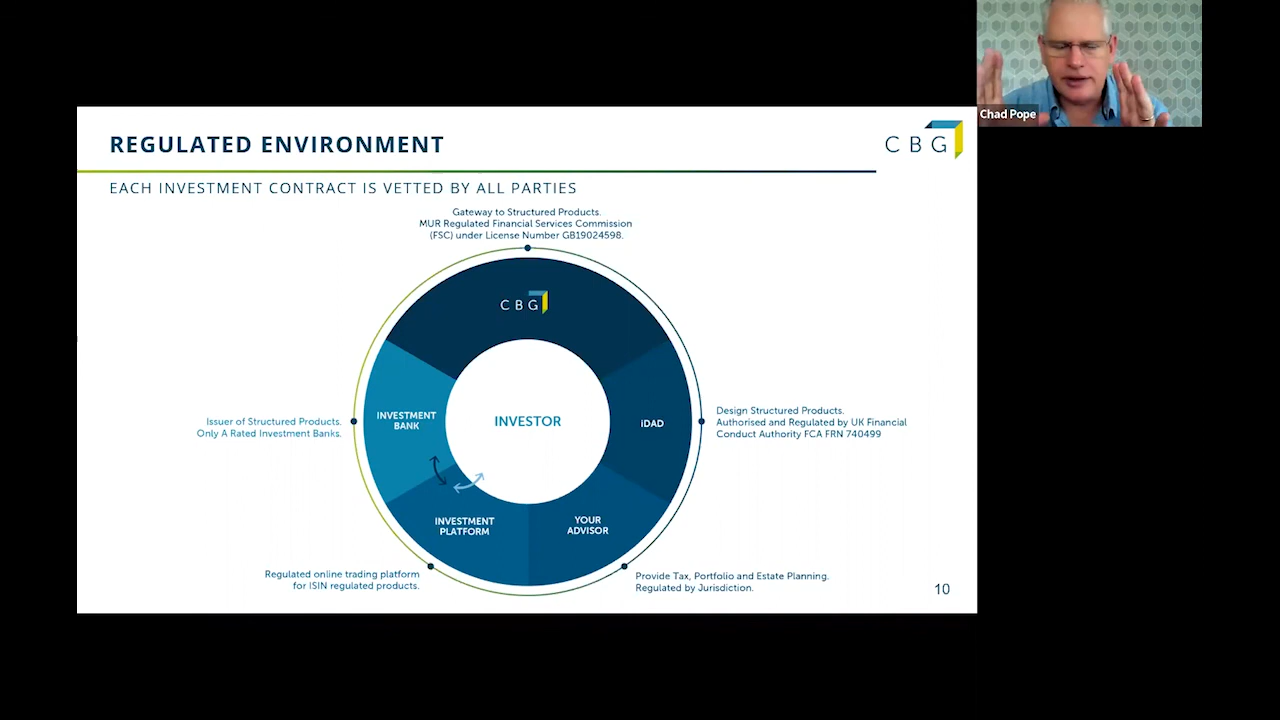 Chad Pope
REGULATED ENVIRONMENT
CBG
EACH INVESTMENT CONTRACT IS VETTED BY ALL PARTIES
Gateway to Structured Products.
MUR Regulated Financial Services Commission
(FSC) under License Number GB19024598.
CBG
INVESTMENT
BANK
INVESTOR
iDAD
Issuer of Structured Products.
Only A Rated Investment Banks.
Design Structured Products.
Authorised and Regulated by UK Financial
Conduct Authority FCA FRN 740499
INVESTMENT
PLATFORM
YOUR
ADVISOR
Regulated online trading platform
for ISIN regulated products.
Provide Tax, Portfolio and Estate Planning.
Regulated by Jurisdiction.
10